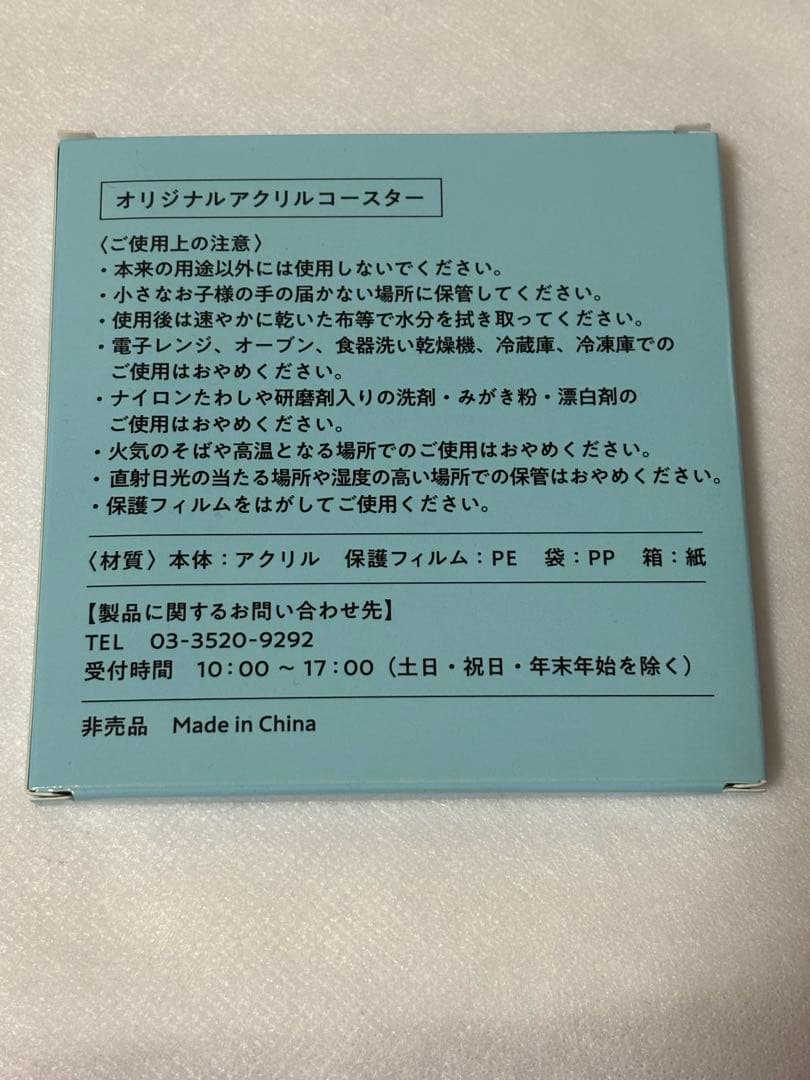 オリジナルアクリルコースター
〈ご使用上の注意〉
・本来の用途以外には使用しないでください。
・小さなお子様の手の届かない場所に保管してください。
・使用後は速やかに乾いた布等で水分を拭き取ってください。
・電子レンジ、オーブン、食器洗い乾燥機、冷蔵庫、冷凍庫での
ご使用はおやめください。
・ナイロンたわしや研磨剤入りの洗剤・みがき粉・漂白剤の
ご使用はおやめください。
・火気のそばや高温となる場所でのご使用はおやめください。
・直射日光の当たる場所や湿度の高い場所での保管はおやめください。
・保護フィルムをはがしてご使用ください。
〈材質〉本体：アクリル　保護フィルム：PE　袋：PP　箱：紙
【製品に関するお問い合わせ先】
TEL　03-3520-9292
受付時間　10：00 〜 17：00（土日・祝日・年末年始を除く）
非売品　Made in China